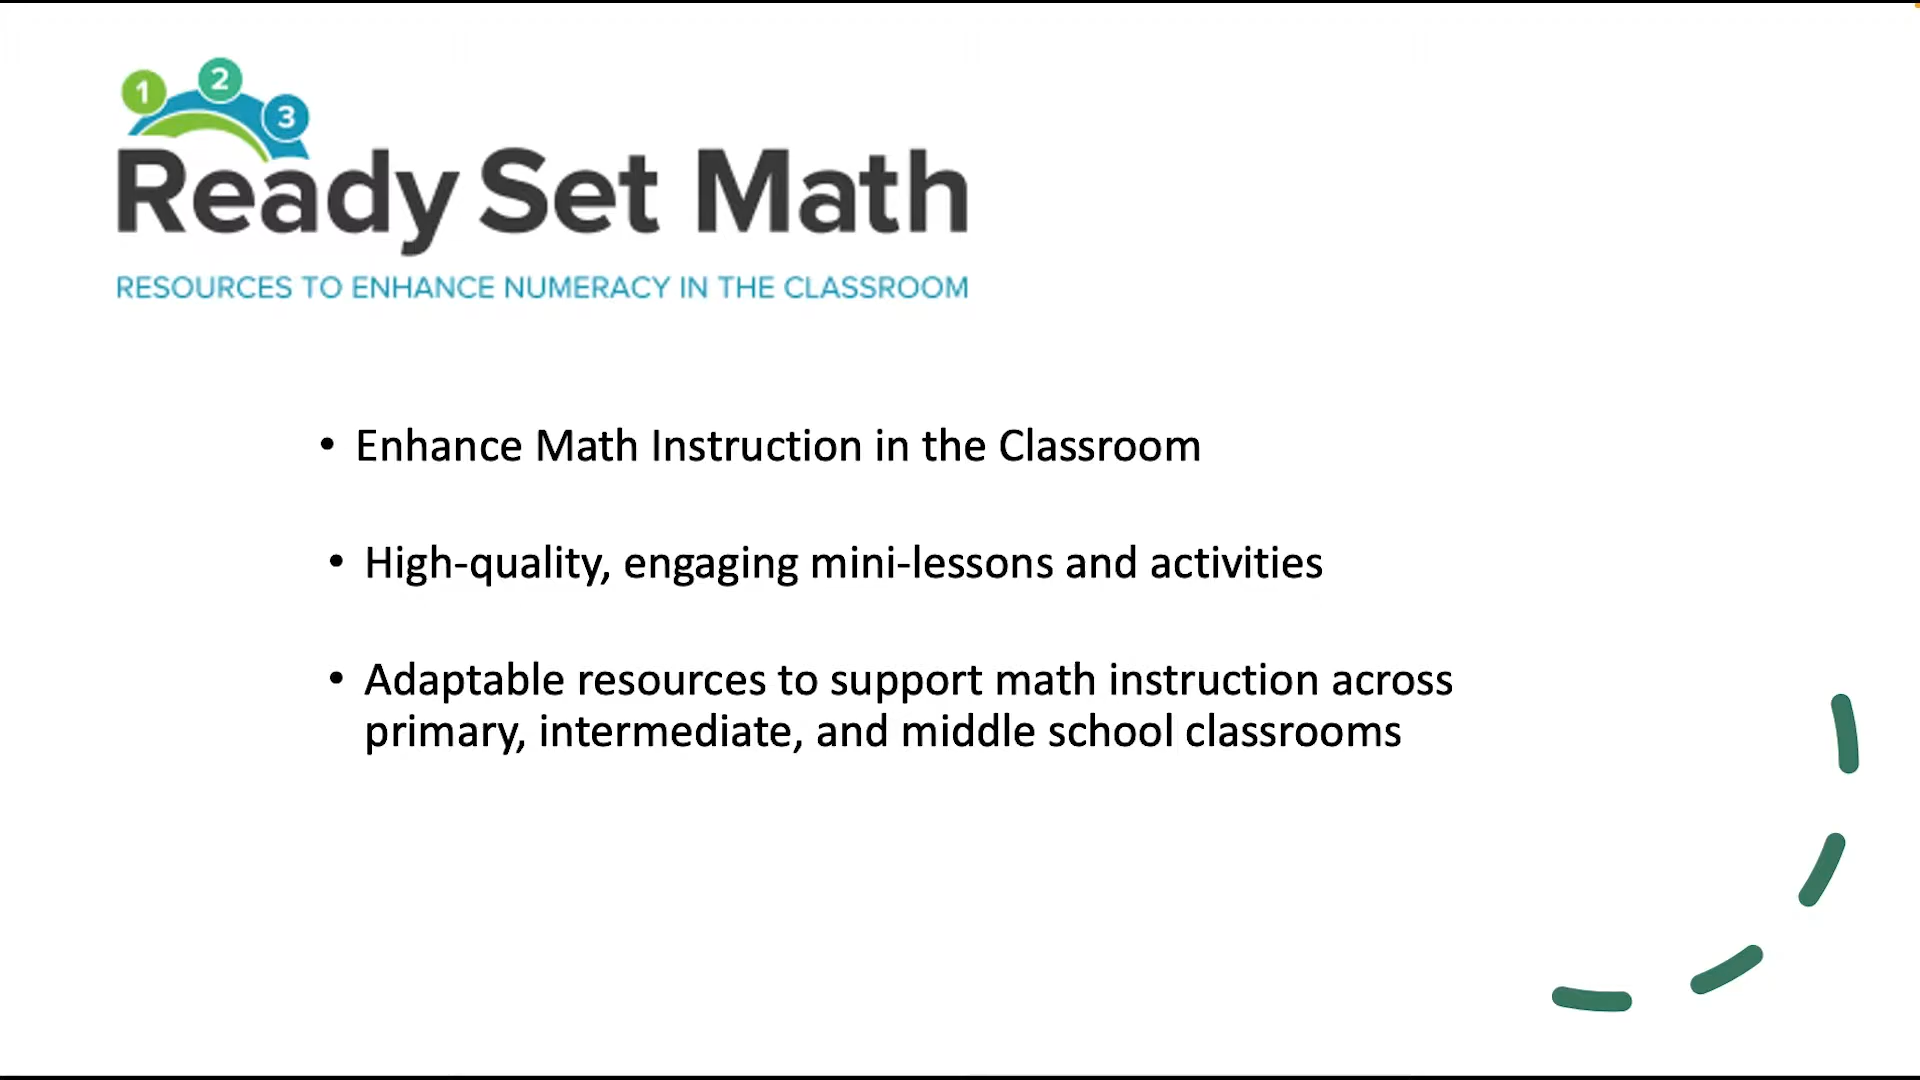 1
2
3
Ready Set Math
RESOURCES TO ENHANCE NUMERACY IN THE CLASSROOM
• Enhance Math Instruction in the Classroom
• High-quality, engaging mini-lessons and activities
• Adaptable resources to support math instruction across
primary, intermediate, and middle school classrooms